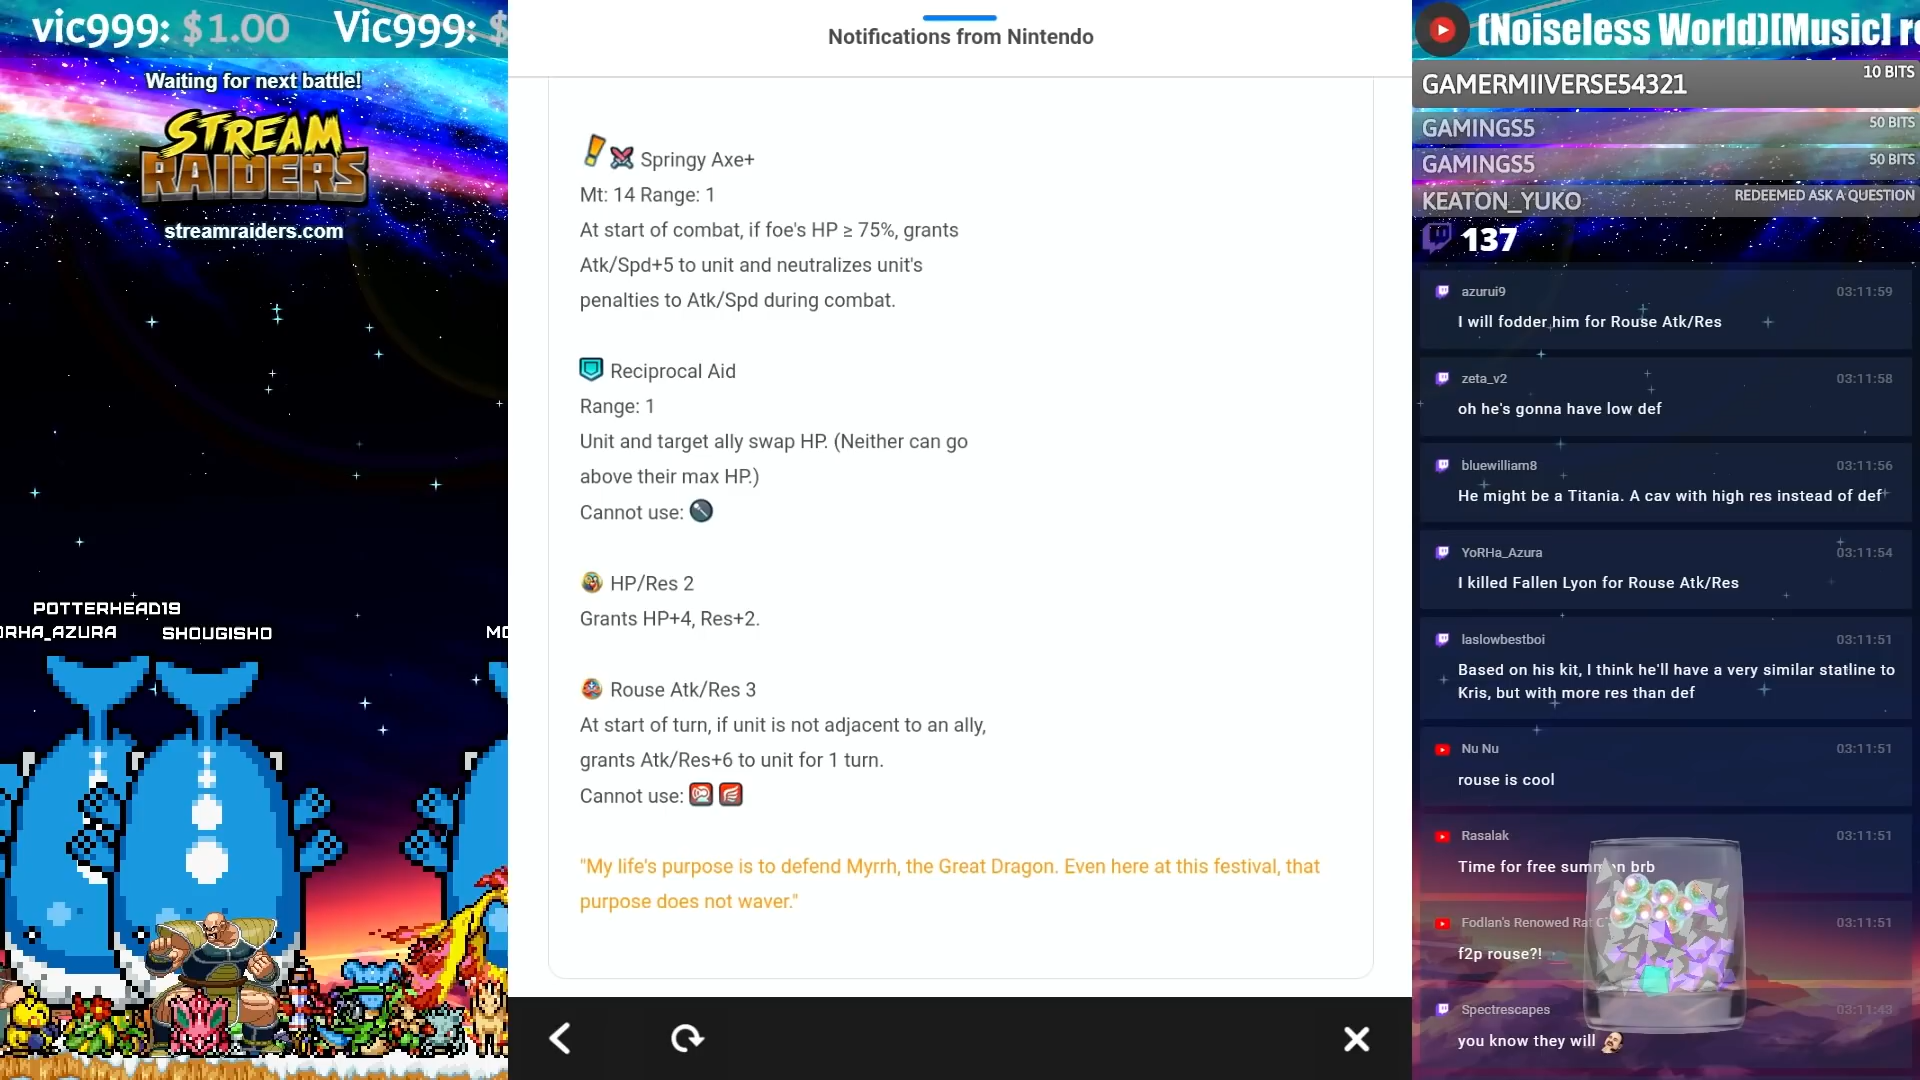 vic999: $1.00 Vic999: $
Waiting for next battle!
STREAM
RAIDERS
streamraiders.com
POTTERHEAD19
ORHA_AZURA SHOUGISHO
Notifications from Nintendo
Springy Axe+
Mt: 14 Range: 1
At start of combat, if foe's HP ≥ 75%, grants
Atk/Spd+5 to unit and neutralizes unit's
penalties to Atk/Spd during combat.
Reciprocal Aid
Range: 1
Unit and target ally swap HP. (Neither can go
above their max HP.)
Cannot use:
HP/Res 2
Grants HP+4, Res+2.
Rouse Atk/Res 3
At start of turn, if unit is not adjacent to an ally,
grants Atk/Res+6 to unit for 1 turn.
Cannot use:
"My life's purpose is to defend Myrrh, the Great Dragon. Even here at this festival, that
purpose does not waver."
(Noiseless World)[Music] re
GAMERMIIVERSE54321 10 BITS
GAMINGS5 50 BITS
GAMINGS5 50 BITS
KEATON_YUKO REDEEMED ASK A QUESTION
137
azurui9 03:11:59
I will fodder him for Rouse Atk/Res
zeta_v2 03:11:58
oh he's gonna have low def
bluewilliam8 03:11:56
He might be a Titania. A cav with high res instead of def
YoRHa_Azura 03:11:54
I killed Fallen Lyon for Rouse Atk/Res
laslowbestboi 03:11:51
Based on his kit, I think he'll have a very similar statline to
Kris, but with more res than def
Nu Nu 03:11:51
rouse is cool
Rasalak 03:11:51
Time for free summon brb
Fodlan's Renowned Rat 03:11:51
f2p rouse?!
Spectrescapes 03:11:43
you know they will